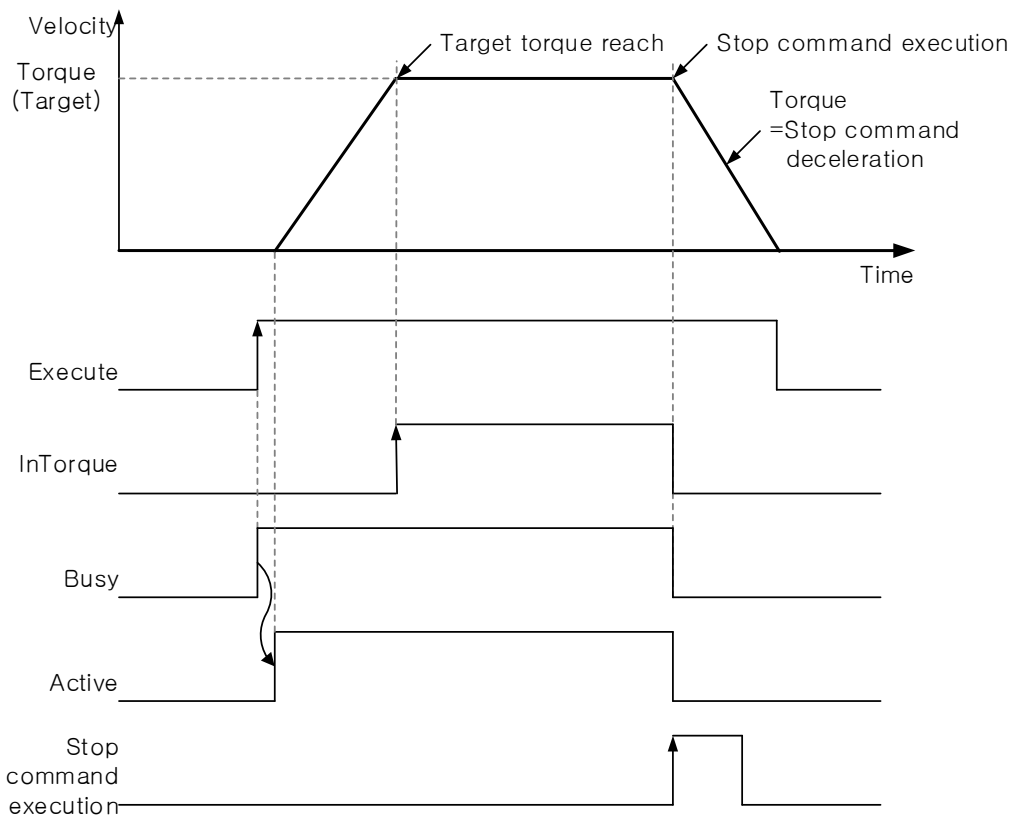 Velocity
Torque
(Target)
Target torque reach
Stop command execution
Torque
=Stop command
deceleration
Time
Execute
InTorque
Busy
Active
Stop
command
execution